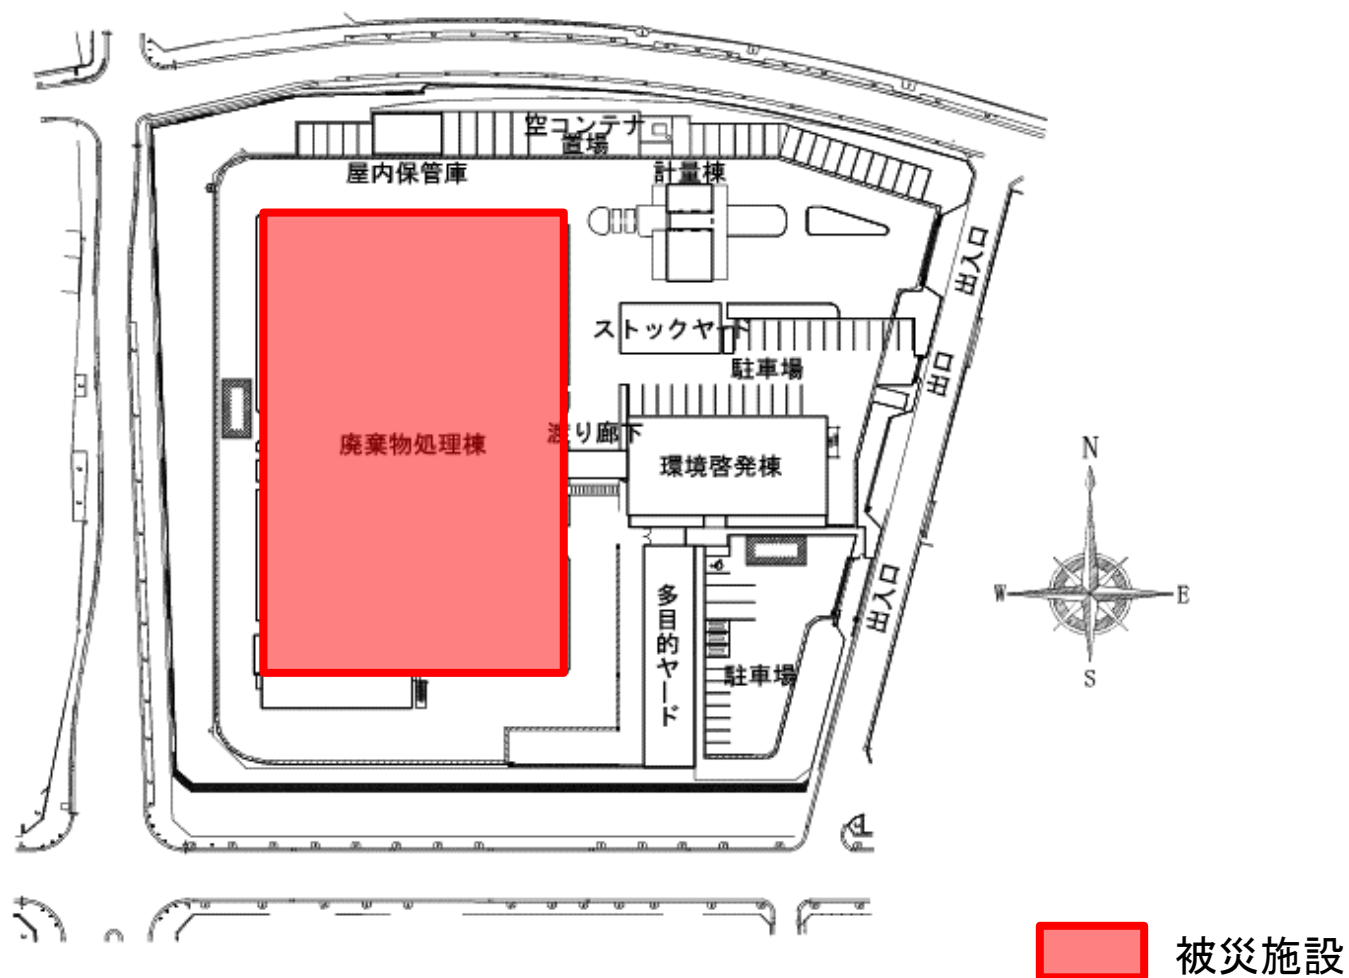 空コンテナ
置場
屋内保管庫
計量棟
出入口
ストックヤード
駐車場
出口
渡り廊下
廃棄物処理棟
環境啓発棟
N
W
E
S
出入口
多目的ヤード
駐車場
被災施設